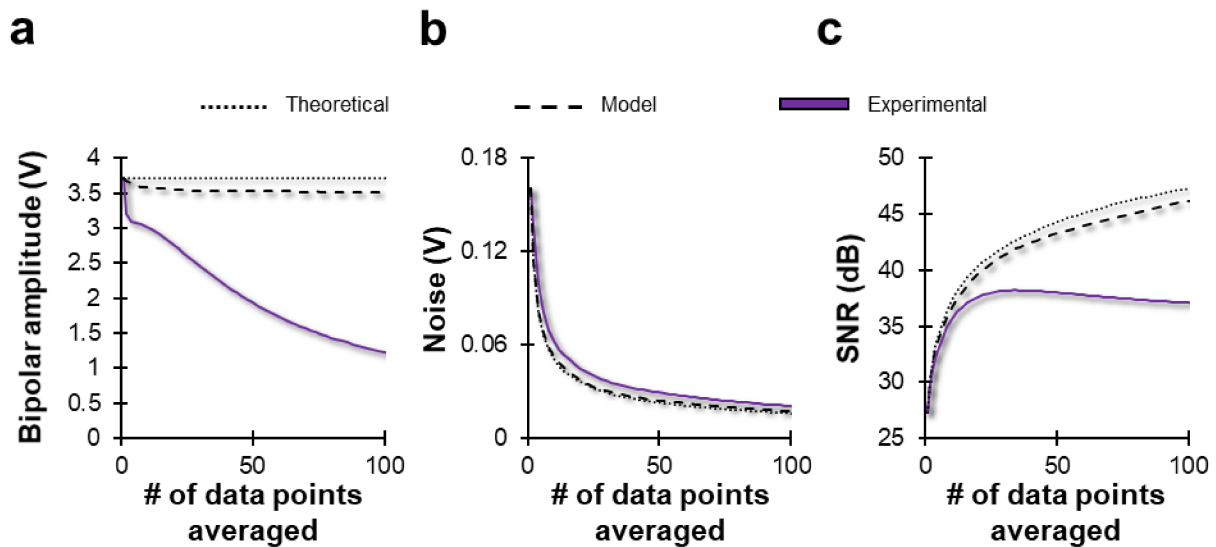 a
b
c
Theoretical
Model
Experimental
Bipolar amplitude (V)
4
3.5
3
2.5
2
1.5
1
0.5
0
0
50
100
# of data points
averaged
Noise (V)
0.18
0.12
0.06
0
0
50
100
# of data points
averaged
SNR (dB)
50
45
40
35
30
25
0
50
100
# of data points
averaged